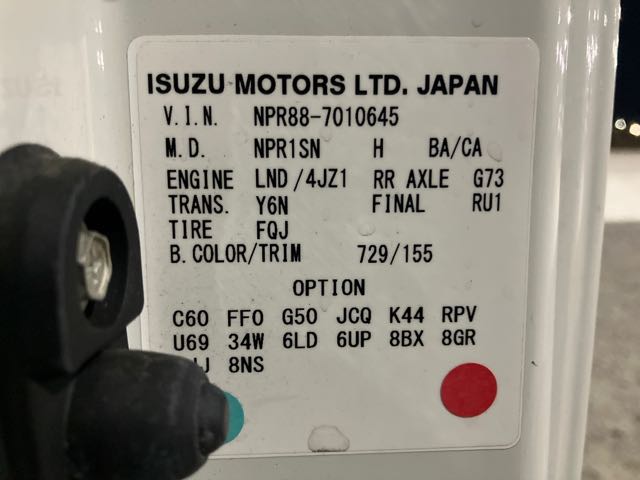 ISUZU MOTORS LTD. JAPAN
V.I.N. NPR88-7010645
M.D. NPR1SN H BA/CA
ENGINE LND/4JZ1 RR AXLE G73
TRANS. Y6N FINAL RU1
TIRE FQJ
B.COLOR/TRIM 729/155
OPTION
C60 FF0 G50 JCQ K44 RPV
U69 34W 6LD 6UP 8BX 8GR
8NS